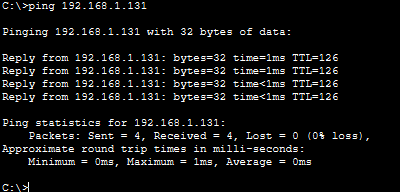 C:\>ping 192.168.1.131
Pinging 192.168.1.131 with 32 bytes of data:
Reply from 192.168.1.131: bytes=32 time=1ms TTL=126
Reply from 192.168.1.131: bytes=32 time=1ms TTL=126
Reply from 192.168.1.131: bytes=32 time<1ms TTL=126
Reply from 192.168.1.131: bytes=32 time<1ms TTL=126
Ping statistics for 192.168.1.131:
    Packets: Sent = 4, Received = 4, Lost = 0 (0% loss),
Approximate round trip times in milli-seconds:
    Minimum = 0ms, Maximum = 1ms, Average = 0ms
C:\>